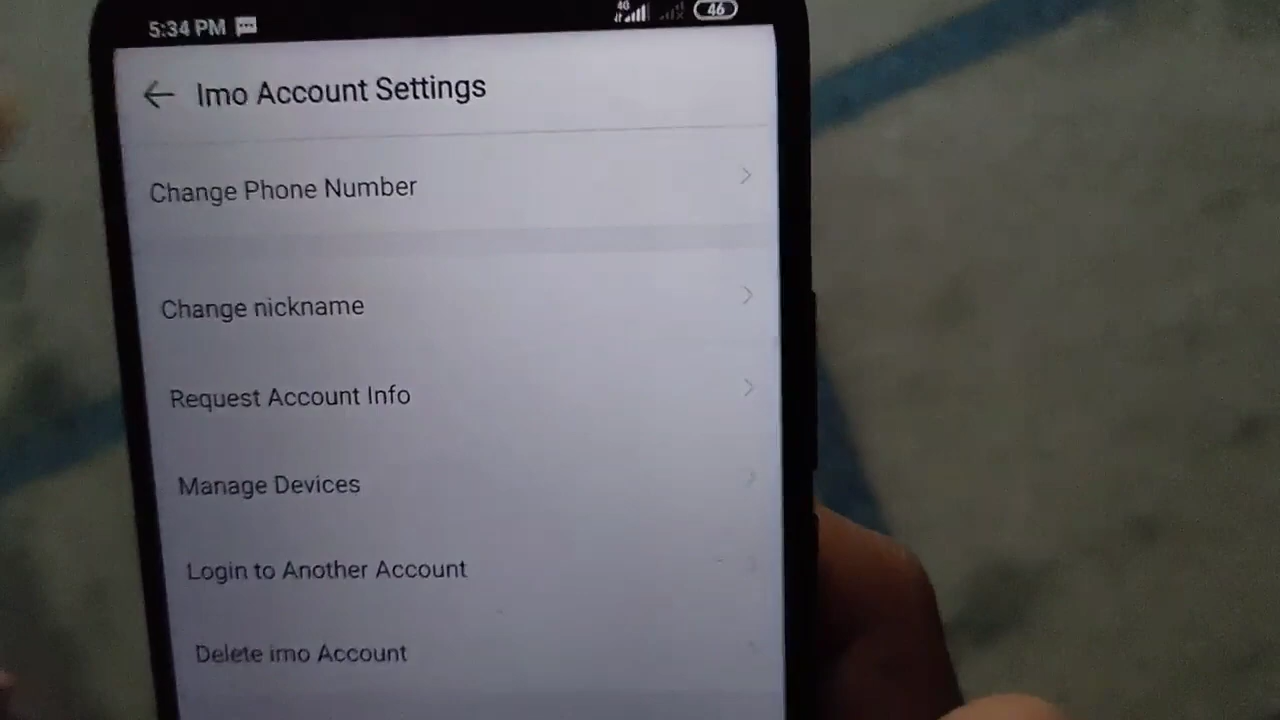 5:34 PM
4G
46
Imo Account Settings
Change Phone Number
Change nickname
Request Account Info
Manage Devices
Login to Another Account
Delete imo Account